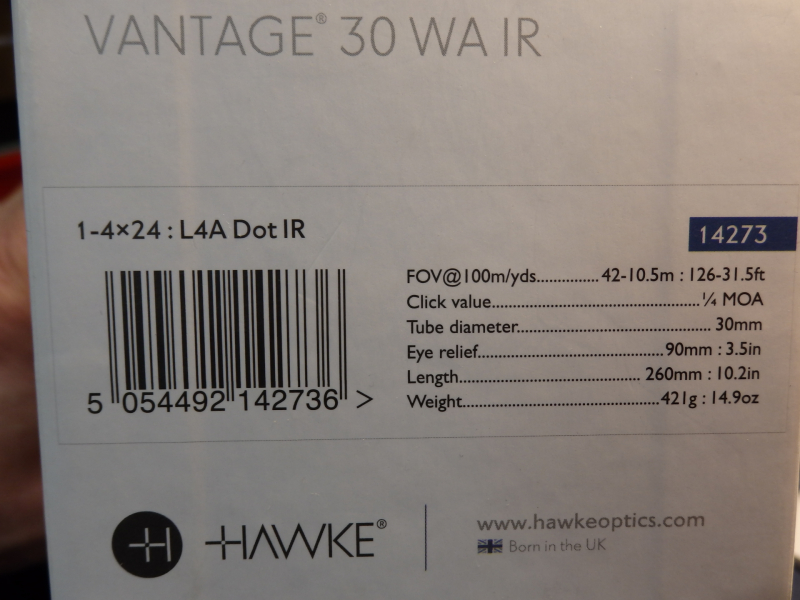 VANTAGE® 30 WA IR
1-4×24 : L4A Dot IR
14273
FOV@100m/yds...............42-10.5m : 126-31.5ft
Click value....................................................¼ MOA
Tube diameter................................................ 30mm
Eye relief.............................................90mm : 3.5in
Length............................................ 260mm : 10.2in
Weight................................................421g : 14.9oz
5 054492 142736 >
HAWKE®
www.hawkeoptics.com
Born in the UK